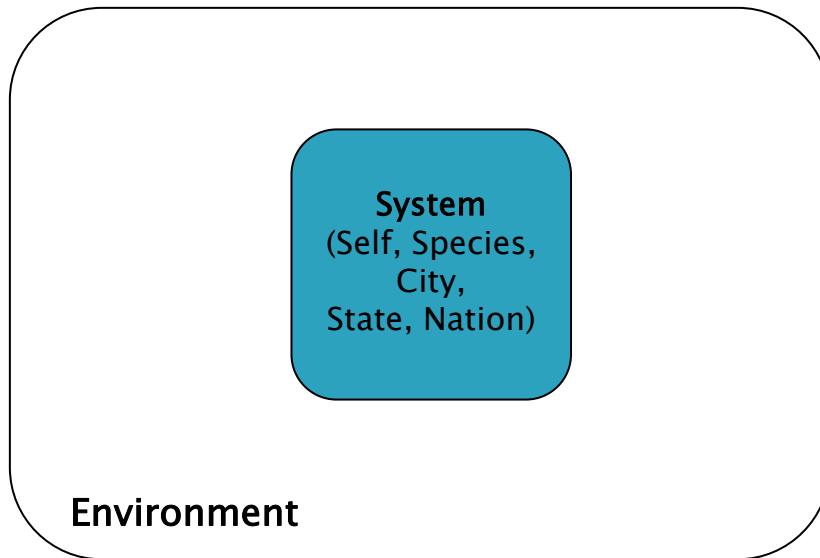 System
(Self, Species,
City,
State, Nation)
Environment